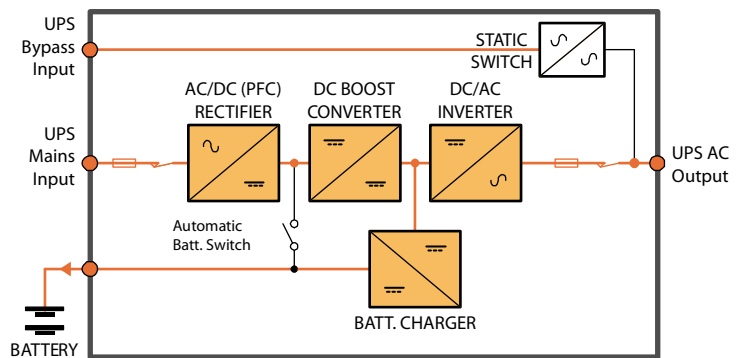 UPS
Bypass
Input
STATIC
SWITCH
AC/DC (PFC)
RECTIFIER
DC BOOST
CONVERTER
DC/AC
INVERTER
UPS
Mains
Input
UPS AC
Output
Automatic
Batt. Switch
BATT. CHARGER
BATTERY